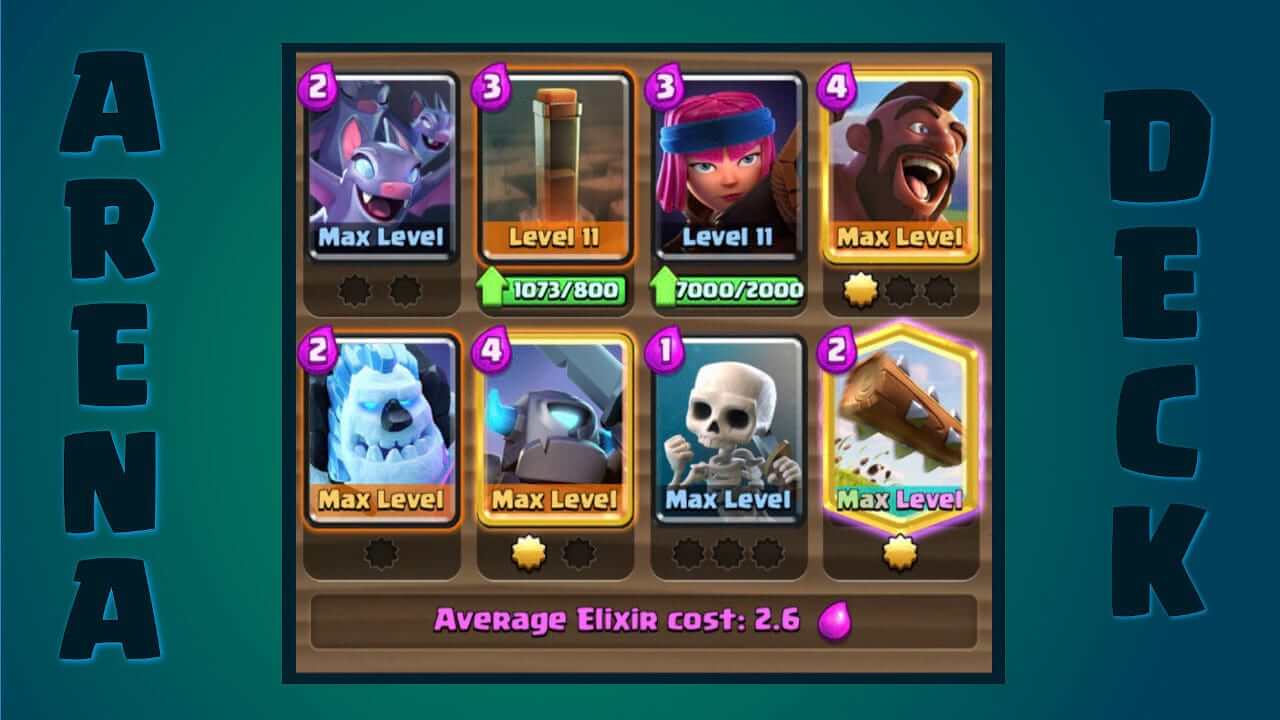 ARENA
2
3
3
4
Max Level
Level 11
Level 11
Max Level
1073/800
7000/2000
2
4
1
2
Max Level
Max Level
Max Level
Max Level
Average Elixir cost: 2.6
DECK